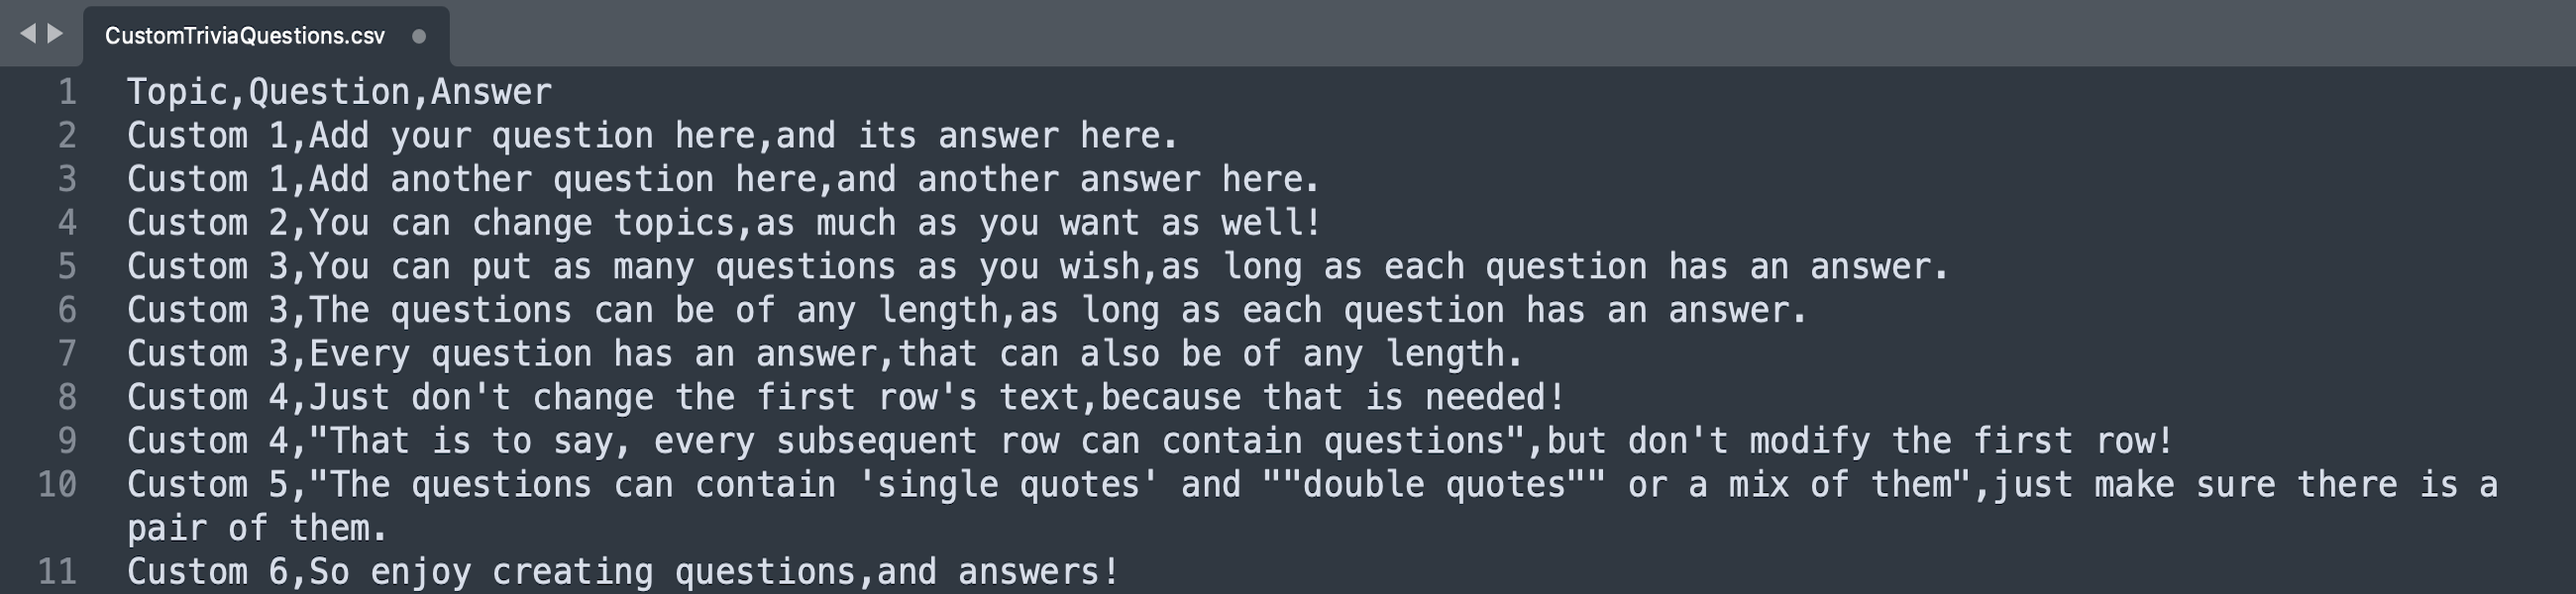 CustomTriviaQuestions.csv
1 Topic,Question,Answer
2 Custom 1,Add your question here,and its answer here.
3 Custom 1,Add another question here,and another answer here.
4 Custom 2,You can change topics,as much as you want as well!
5 Custom 3,You can put as many questions as you wish,as long as each question has an answer.
6 Custom 3,The questions can be of any length,as long as each question has an answer.
7 Custom 3,Every question has an answer,that can also be of any length.
8 Custom 4,Just don't change the first row's text,because that is needed!
9 Custom 4,"That is to say, every subsequent row can contain questions",but don't modify the first row!
10 Custom 5,"The questions can contain 'single quotes' and ""double quotes"" or a mix of them",just make sure there is a
pair of them.
11 Custom 6,So enjoy creating questions,and answers!